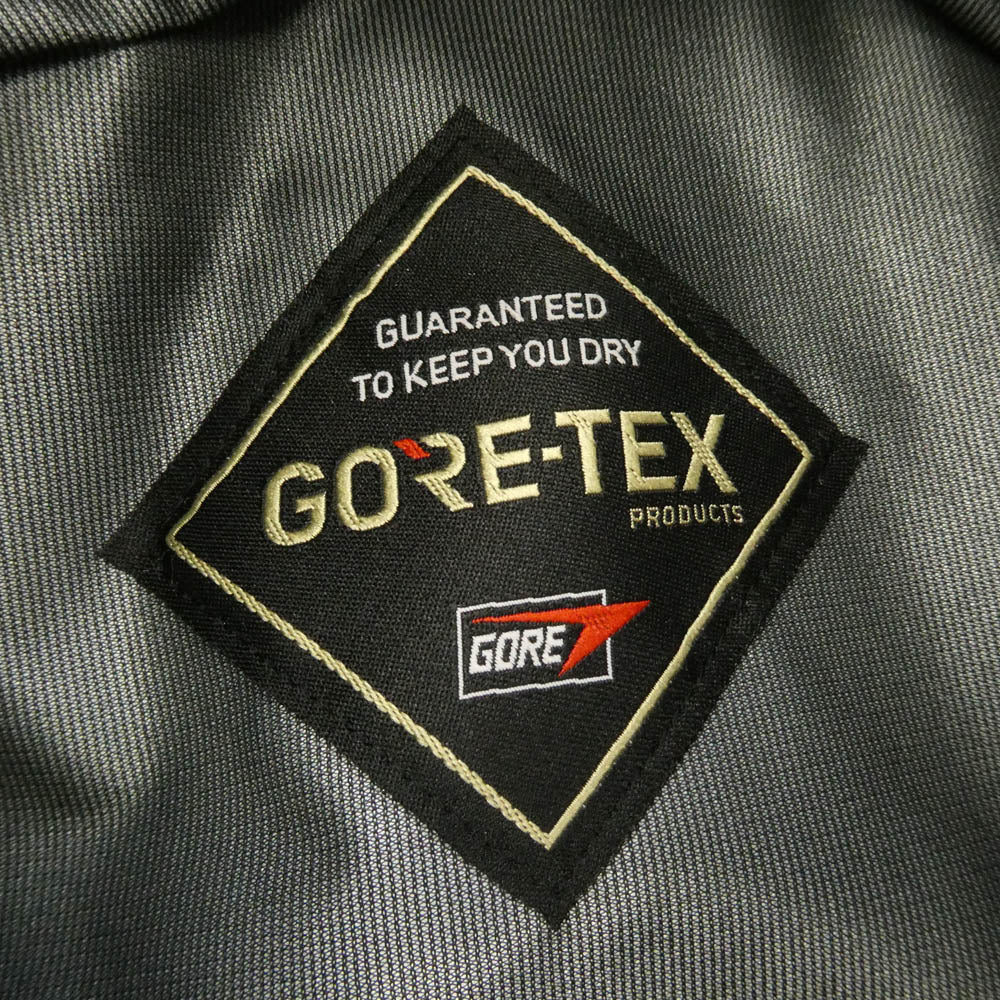 GUARANTEED
TO KEEP YOU DRY
GORE-TEX
PRODUCTS
GORE